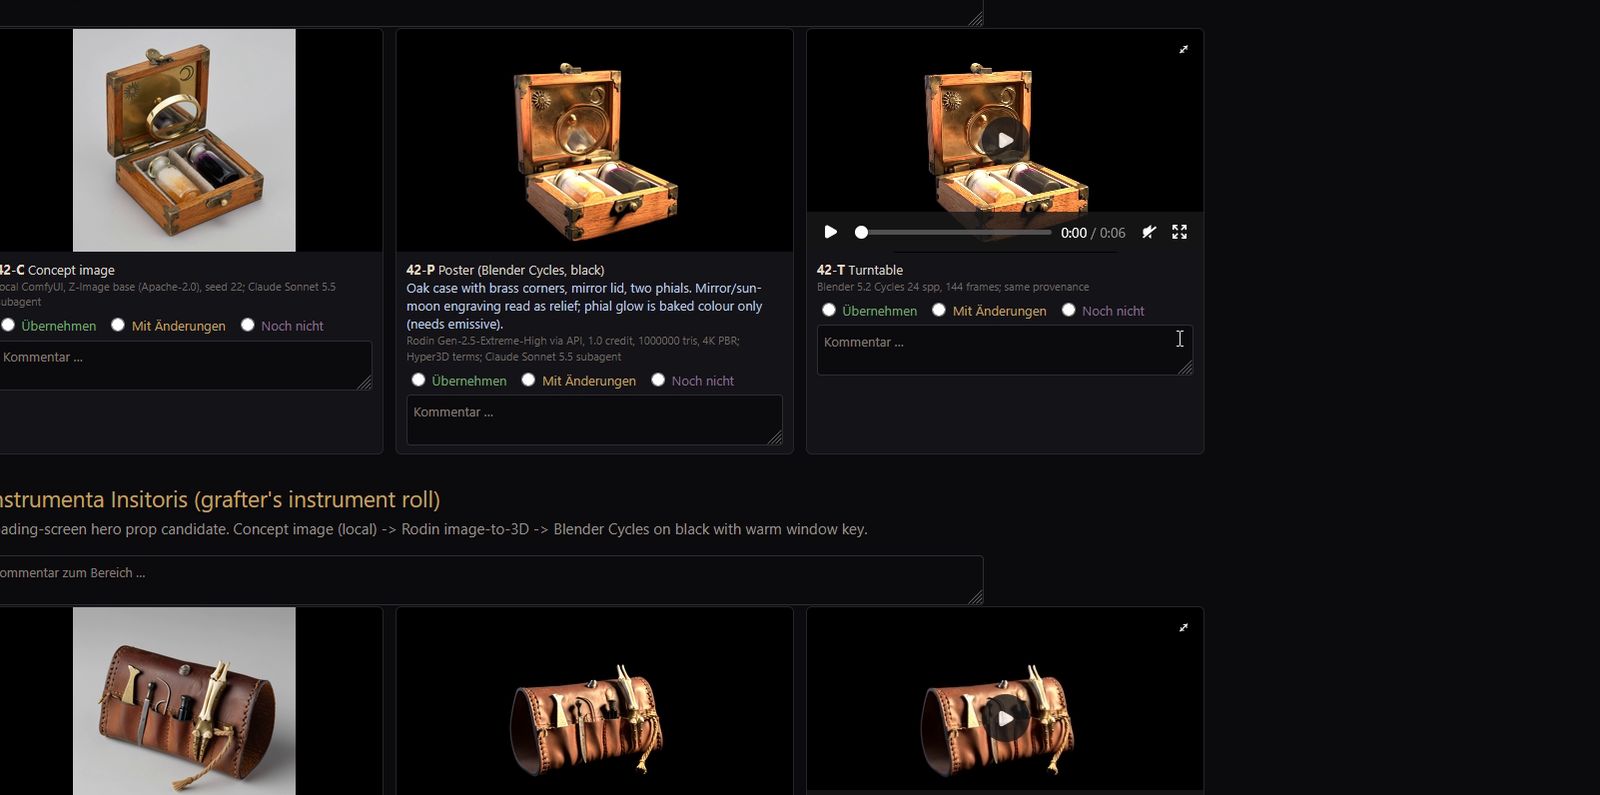 42-C Concept image
ocal ComfyUI, Z-Image base (Apache-2.0), seed 22; Claude Sonnet 5.5
subagent
Übernehmen Mit Änderungen Noch nicht
Kommentar ...
42-P Poster (Blender Cycles, black)
Oak case with brass corners, mirror lid, two phials. Mirror/sun-
moon engraving read as relief; phial glow is baked colour only
(needs emissive).
Rodin Gen-2.5-Extreme-High via API, 1.0 credit, 1000000 tris, 4K PBR;
Hyper3D terms; Claude Sonnet 5.5 subagent
Übernehmen Mit Änderungen Noch nicht
Kommentar ...
0:00 / 0:06
42-T Turntable
Blender 5.2 Cycles 24 spp, 144 frames; same provenance
Übernehmen Mit Änderungen Noch nicht
Kommentar ...
nstrumenta Insitoris (grafter's instrument roll)
ading-screen hero prop candidate. Concept image (local) -> Rodin image-to-3D -> Blender Cycles on black with warm window key.
ommentar zum Bereich ...